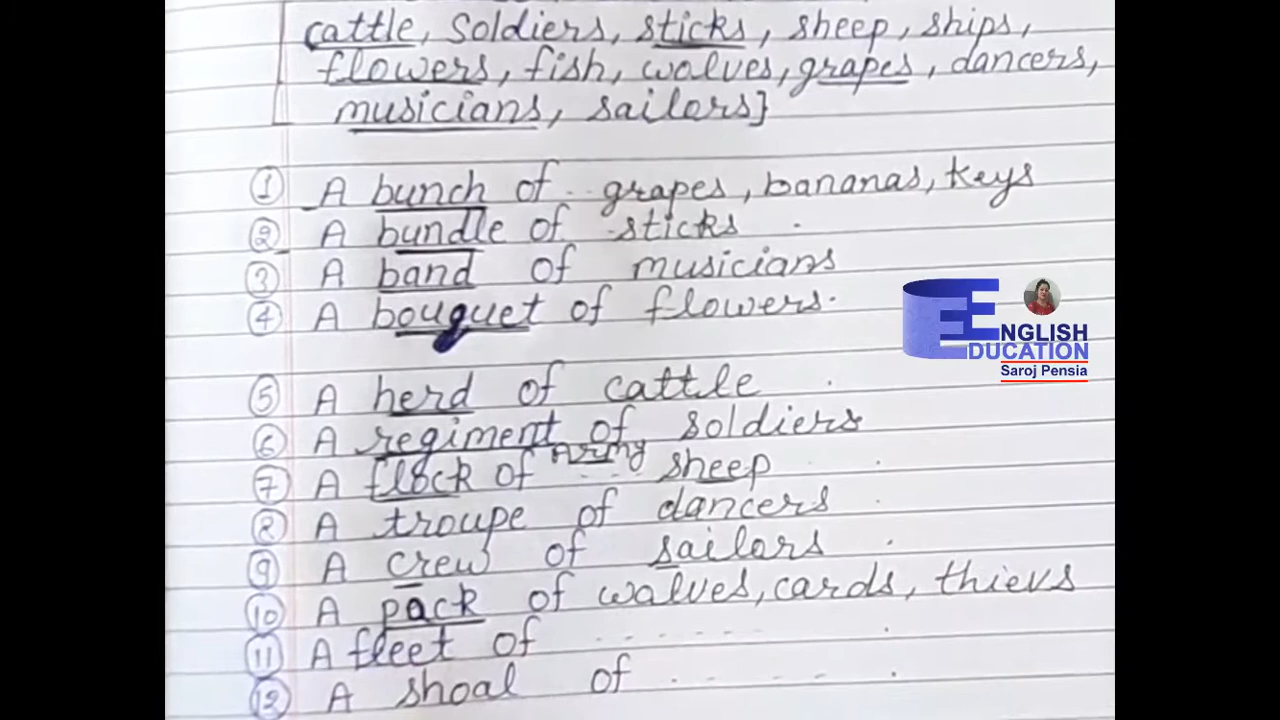 cattle, soldiers, sticks, sheep, ships,
flowers, fish, walves, grapes, dancers,
musicians, sailors}
① A bunch of .. grapes, bananas, keys
② A bundle of sticks .
③ A band of musicians
④ A bouquet of flowers.
ENGLISH
EDUCATION
Saroj Pensia
⑤ A herd of cattle .
⑥ A regiment of soldiers
Army
⑦ A flock of ... sheep .
⑧ A troupe of dancers .
⑨ A crew of sailors .
⑩ A pack of walves, cards, thievs
⑪ A fleet of ....... .
⑫ A shoal of ..... .